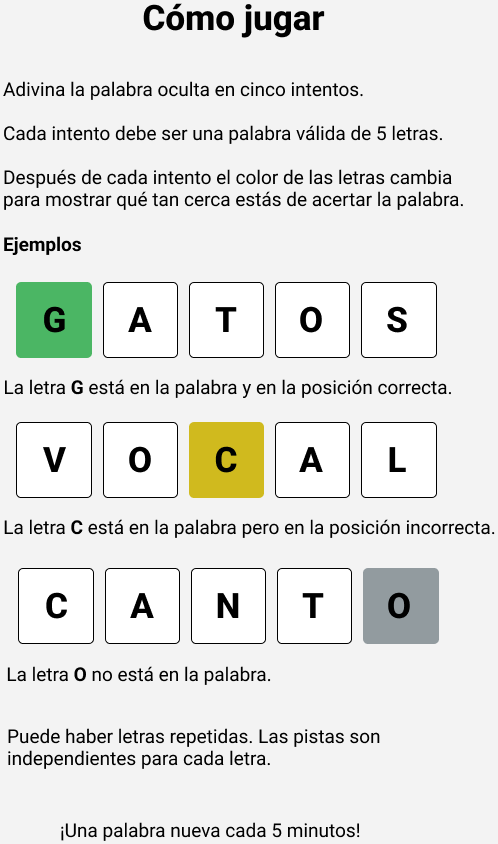 Cómo jugar
Adivina la palabra oculta en cinco intentos.
Cada intento debe ser una palabra válida de 5 letras.
Después de cada intento el color de las letras cambia
para mostrar qué tan cerca estás de acertar la palabra.
Ejemplos
G A T O S
La letra G está en la palabra y en la posición correcta.
V O C A L
La letra C está en la palabra pero en la posición incorrecta.
C A N T O
La letra O no está en la palabra.
Puede haber letras repetidas. Las pistas son
independientes para cada letra.
¡Una palabra nueva cada 5 minutos!